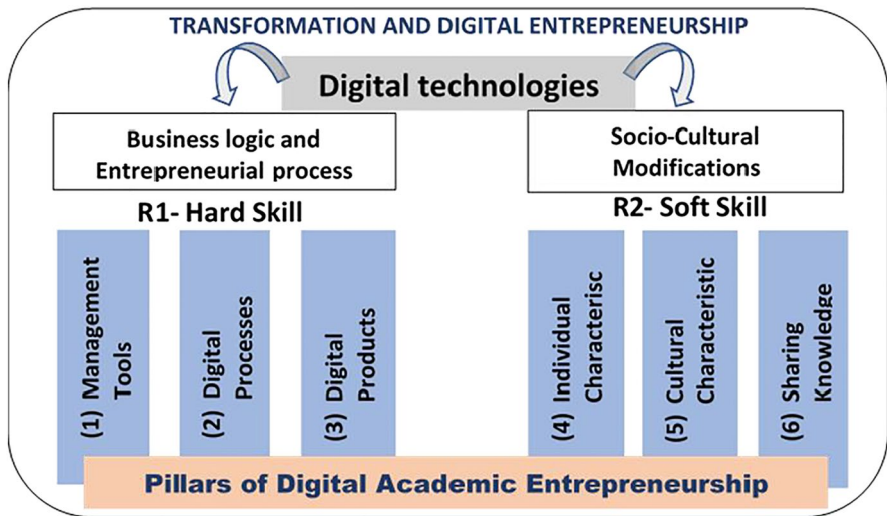 TRANSFORMATION AND DIGITAL ENTREPRENEURSHIP
Digital technologies
Business logic and
Entrepreneurial process
R1- Hard Skill
(1) Management
Tools
(2) Digital
Processes
(3) Digital
Products
Socio-Cultural
Modifications
R2- Soft Skill
(4) Individual
Characterisc
(5) Cultural
Characteristic
(6) Sharing
Knowledge
Pillars of Digital Academic Entrepreneurship